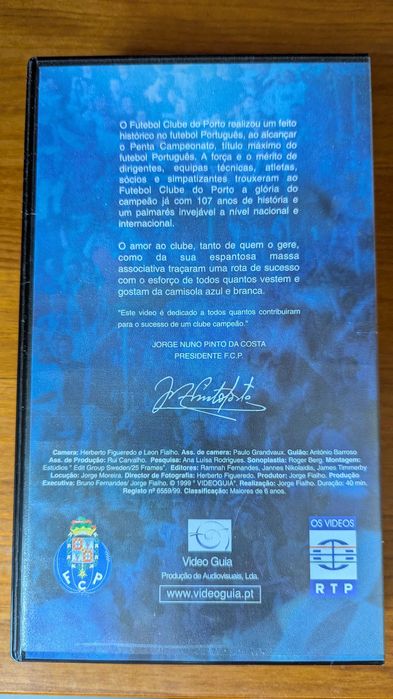 O Futebol Clube do Porto realizou um feito
histórico no futebol Português, ao alcançar
o Penta Campeonato, título máximo do
futebol Português. A força e o mérito de
dirigentes, equipas técnicas, atletas,
sócios e simpatizantes trouxeram ao
Futebol Clube do Porto a glória do
campeão já com 107 anos de história e
um palmarés invejável a nível nacional e
internacional.
O amor ao clube, tanto de quem o gere,
como da sua espantosa massa
associativa traçaram uma rota de sucesso
com o esforço de todos quantos vestem e
gostam da camisola azul e branca.
"Este video é dedicado a todos quantos contribuiram
para o sucesso de um clube campeão."
JORGE NUNO PINTO DA COSTA
PRESIDENTE F.C.P.
Camera: Herberto Figueredo e Leon Fialho. Ass. de camera: Paulo Grandvaux. Guião: António Barroso
Ass. de Produção: Rui Carvalho. Pesquisa: Ana Luísa Rodrigues. Sonoplastia: Roger Berg. Montagem:
Estúdios " Edit Group Sweden/25 Frames". Editores: Ramnah Fernandes, Jannes Nikolaidis, James Timmerby
Locução: Jorge Moreira. Director de Fotografia: Herberto Figueredo. Produtor: Jorge Fialho. Produção
Executiva: Bruno Fernandes/ Jorge Fialho. © 1999 " VIDEOGUIA". Realização: Jorge Fialho. Duração: 40 min.
Registo nº 6559/99. Classificação: Maiores de 6 anos.
FCP
Video Guia
Produção de Audiovisuais, Lda.
www.videoguia.pt
OS VIDEOS
RTP